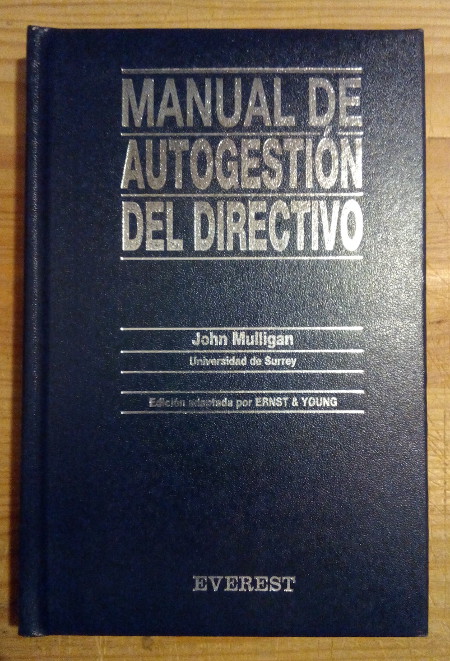 MANUAL DE
AUTOGESTIÓN
DEL DIRECTIVO
John Mulligan
Universidad de Surrey
Edición adaptada por ERNST & YOUNG
EVEREST